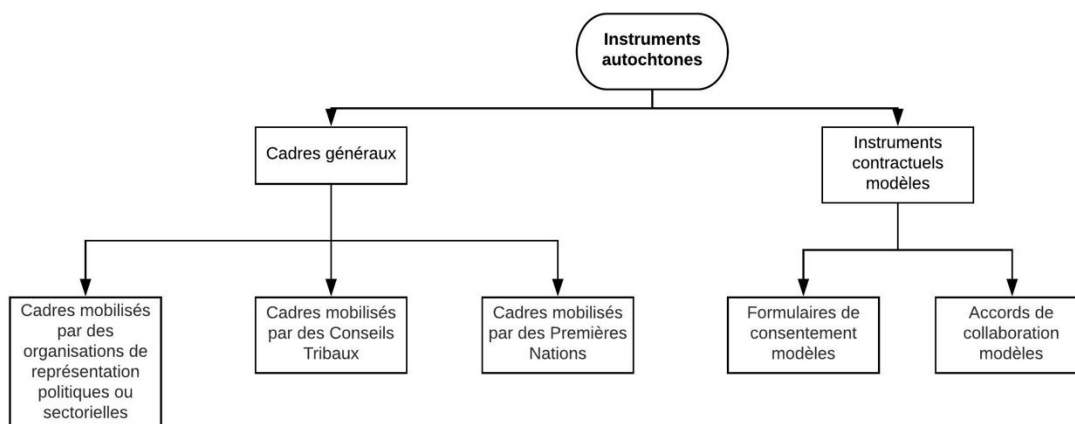 Instruments
autochtones
Cadres généraux
Instruments
contractuels
modèles
Cadres mobilisés
par des
organisations de
représentation
politiques ou
sectorielles
Cadres mobilisés
par des Conseils
Tribaux
Cadres mobilisés
par des Premières
Nations
Formulaires de
consentement
modèles
Accords de
collaboration
modèles